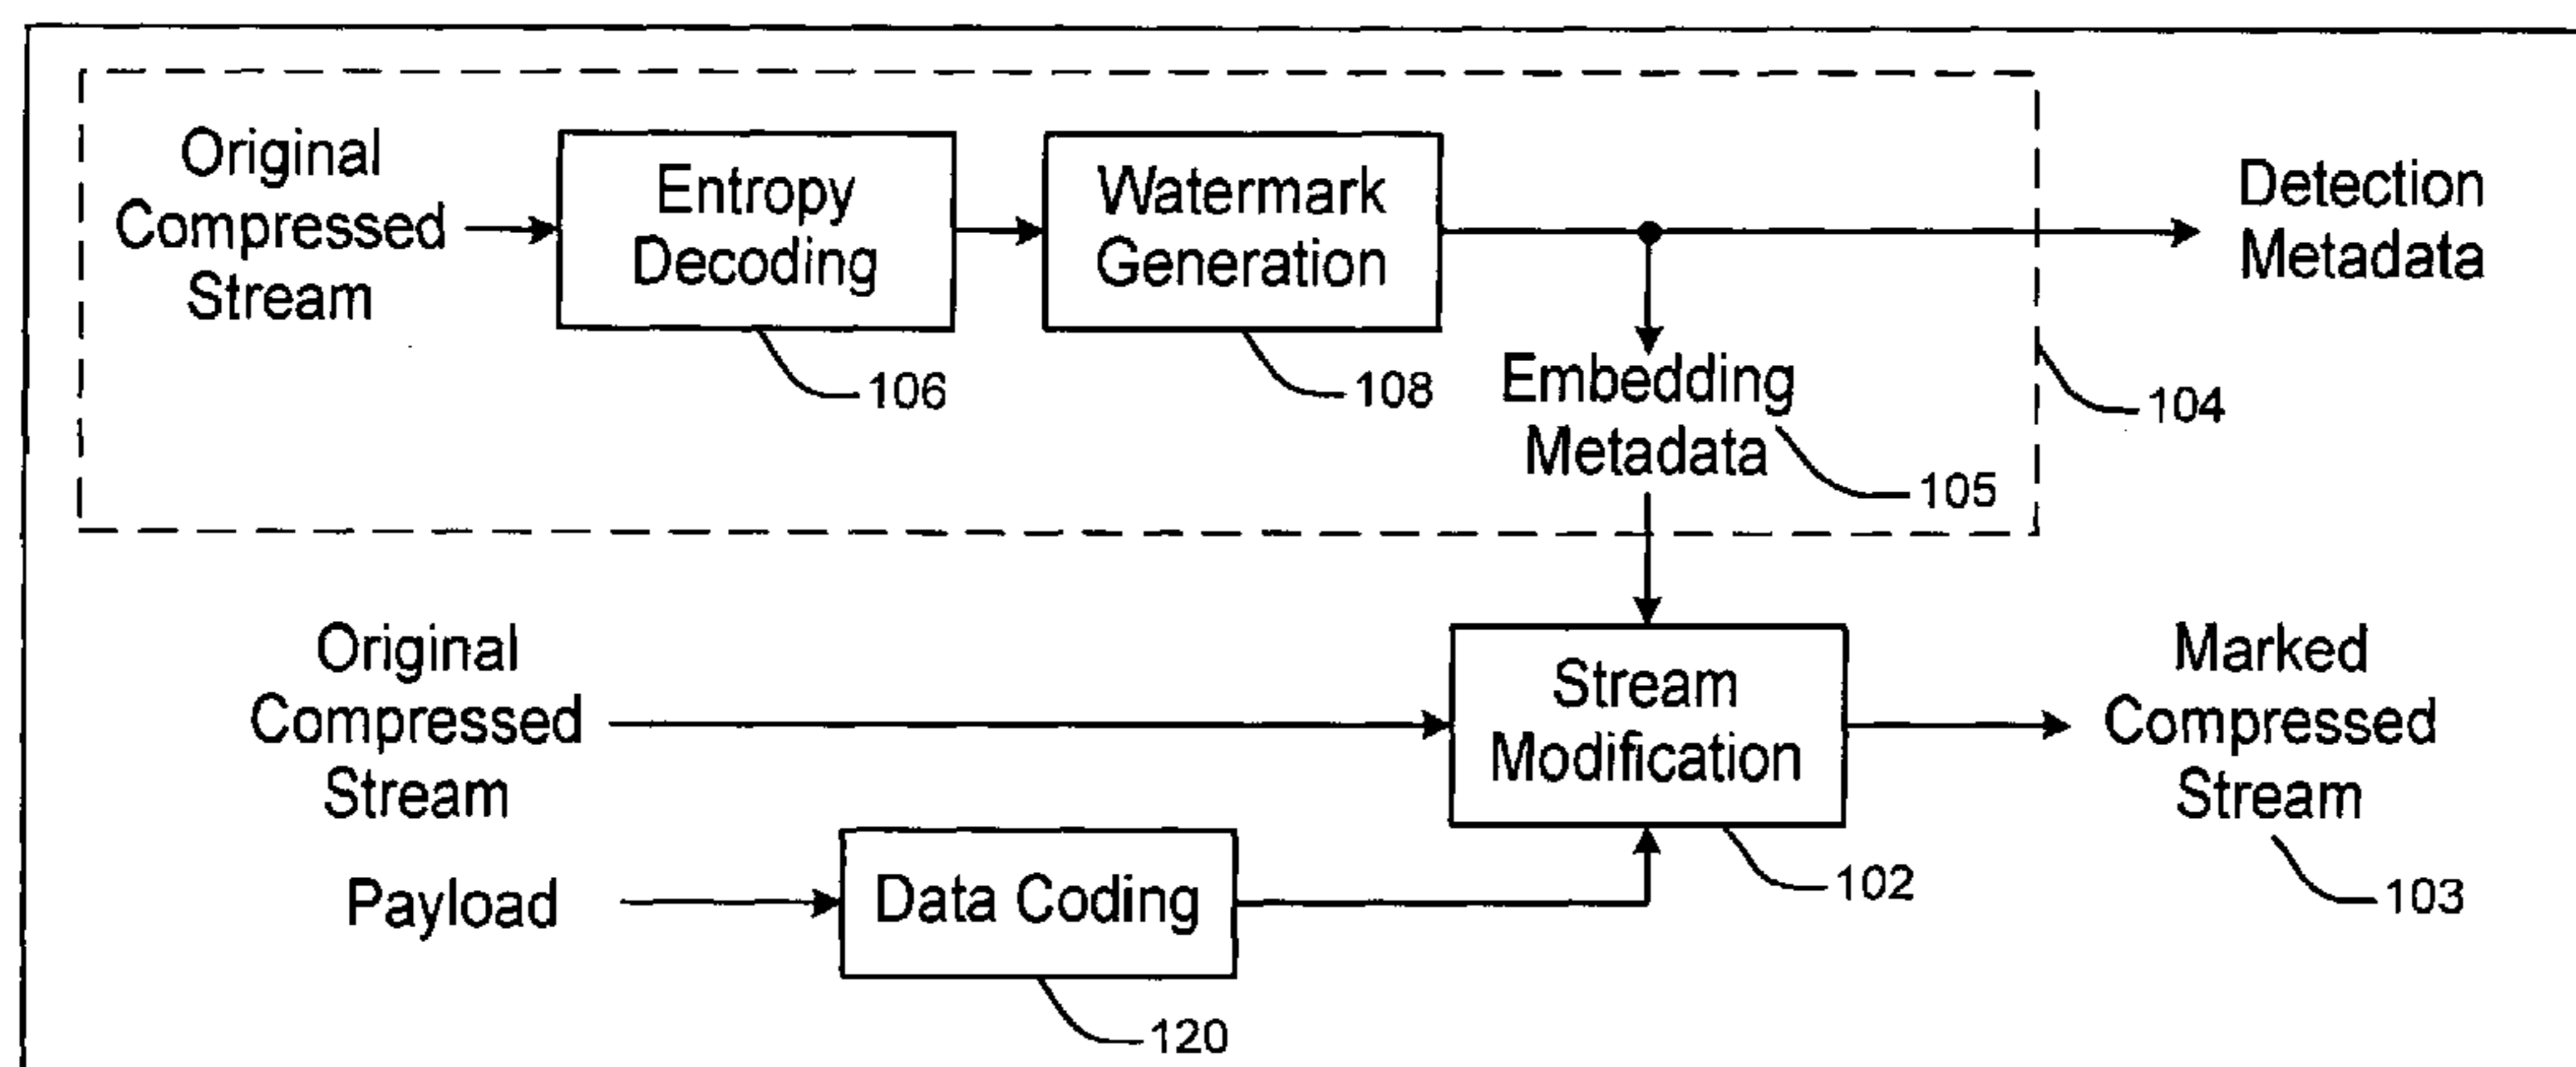 Original
Compressed
Stream
Entropy
Decoding
106
Watermark
Generation
108
Detection
Metadata
Embedding
Metadata
105
104
Original
Compressed
Stream
Stream
Modification
102
Marked
Compressed
Stream
103
Payload
Data Coding
120